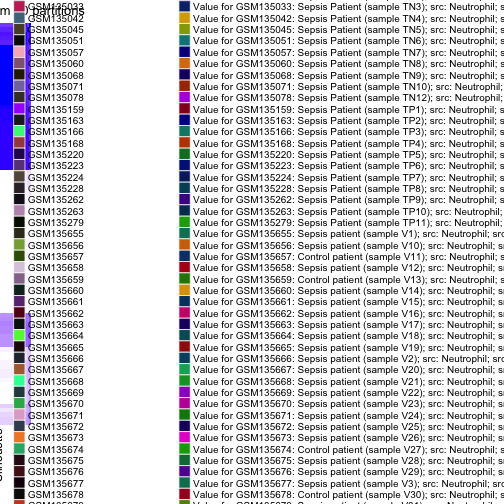 m
partitions
GSM135033 Value for GSM135033: Sepsis Patient (sample TN3); src: Neutrophil; s
GSM135042 Value for GSM135042: Sepsis Patient (sample TN4); src: Neutrophil; s
GSM135045 Value for GSM135045: Sepsis Patient (sample TN5); src: Neutrophil; s
GSM135051 Value for GSM135051: Sepsis Patient (sample TN6); src: Neutrophil; s
GSM135057 Value for GSM135057: Sepsis Patient (sample TN7); src: Neutrophil; s
GSM135060 Value for GSM135060: Sepsis Patient (sample TN8); src: Neutrophil; s
GSM135068 Value for GSM135068: Sepsis Patient (sample TN9); src: Neutrophil; s
GSM135071 Value for GSM135071: Sepsis Patient (sample TN10); src: Neutrophil;
GSM135078 Value for GSM135078: Sepsis Patient (sample TN12); src: Neutrophil;
GSM135159 Value for GSM135159: Sepsis Patient (sample TP1); src: Neutrophil; s
GSM135163 Value for GSM135163: Sepsis Patient (sample TP2); src: Neutrophil; s
GSM135166 Value for GSM135166: Sepsis Patient (sample TP3); src: Neutrophil; s
GSM135168 Value for GSM135168: Sepsis Patient (sample TP4); src: Neutrophil; s
GSM135220 Value for GSM135220: Sepsis Patient (sample TP5); src: Neutrophil; s
GSM135223 Value for GSM135223: Sepsis Patient (sample TP6); src: Neutrophil; s
GSM135224 Value for GSM135224: Sepsis Patient (sample TP7); src: Neutrophil; s
GSM135228 Value for GSM135228: Sepsis Patient (sample TP8); src: Neutrophil; s
GSM135262 Value for GSM135262: Sepsis Patient (sample TP9); src: Neutrophil; s
GSM135263 Value for GSM135263: Sepsis Patient (sample TP10); src: Neutrophil;
GSM135279 Value for GSM135279: Sepsis Patient (sample TP11); src: Neutrophil;
GSM135655 Value for GSM135655: Sepsis patient (sample V1); src: Neutrophil; src
GSM135656 Value for GSM135656: Sepsis patient (sample V10); src: Neutrophil; s
GSM135657 Value for GSM135657: Control patient (sample V11); src: Neutrophil; s
GSM135658 Value for GSM135658: Sepsis patient (sample V12); src: Neutrophil; s
GSM135659 Value for GSM135659: Control patient (sample V13); src: Neutrophil; s
GSM135660 Value for GSM135660: Sepsis patient (sample V14); src: Neutrophil; s
GSM135661 Value for GSM135661: Sepsis patient (sample V15); src: Neutrophil; s
GSM135662 Value for GSM135662: Sepsis patient (sample V16); src: Neutrophil; s
GSM135663 Value for GSM135663: Sepsis patient (sample V17); src: Neutrophil; s
GSM135664 Value for GSM135664: Sepsis patient (sample V18); src: Neutrophil; s
GSM135665 Value for GSM135665: Sepsis patient (sample V19); src: Neutrophil; s
GSM135666 Value for GSM135666: Sepsis patient (sample V2); src: Neutrophil; src
GSM135667 Value for GSM135667: Sepsis patient (sample V20); src: Neutrophil; s
GSM135668 Value for GSM135668: Sepsis patient (sample V21); src: Neutrophil; s
GSM135669 Value for GSM135669: Sepsis patient (sample V22); src: Neutrophil; s
GSM135670 Value for GSM135670: Sepsis patient (sample V23); src: Neutrophil; s
GSM135671 Value for GSM135671: Sepsis patient (sample V24); src: Neutrophil; s
GSM135672 Value for GSM135672: Sepsis patient (sample V25); src: Neutrophil; s
GSM135673 Value for GSM135673: Sepsis patient (sample V26); src: Neutrophil; s
GSM135674 Value for GSM135674: Control patient (sample V27); src: Neutrophil; s
GSM135675 Value for GSM135675: Sepsis patient (sample V28); src: Neutrophil; s
GSM135676 Value for GSM135676: Sepsis patient (sample V29); src: Neutrophil; s
GSM135677 Value for GSM135677: Sepsis patient (sample V3); src: Neutrophil; src
GSM135678 Value for GSM135678: Control patient (sample V30); src: Neutrophil; s